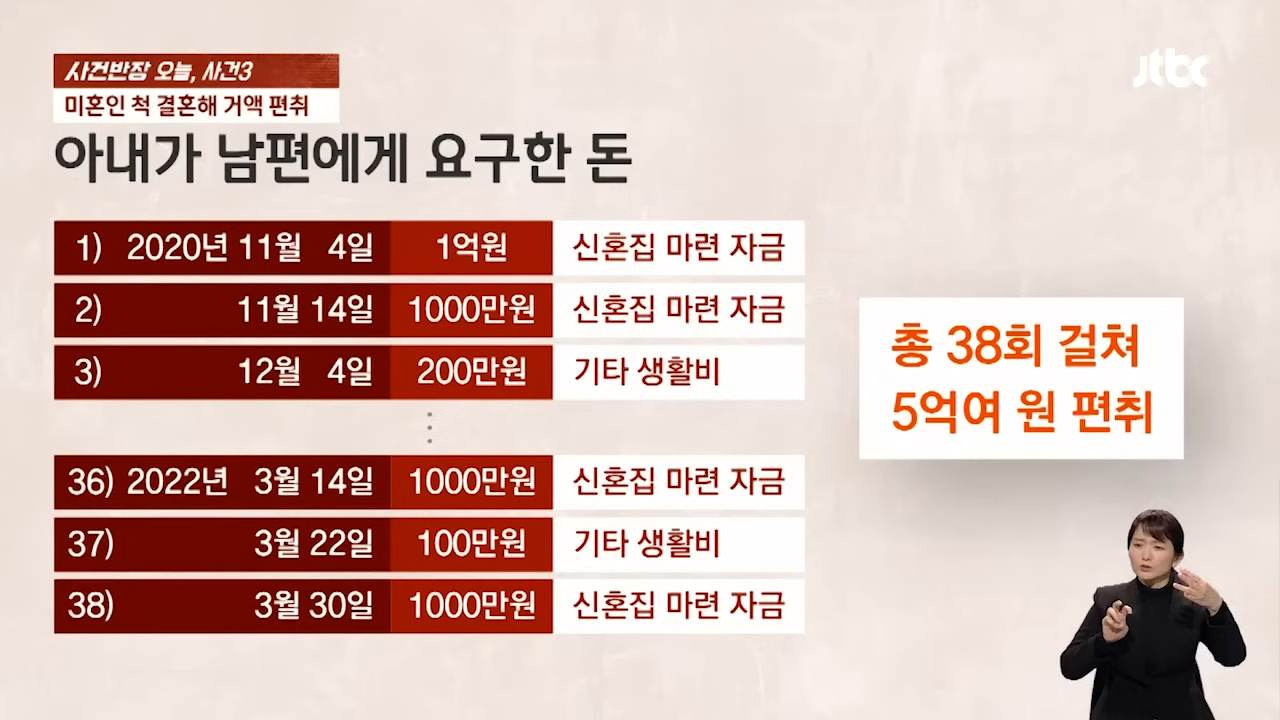 사건반장 오늘, 사건3
jtbc
미혼인 척 결혼해 거액 편취
아내가 남편에게 요구한 돈
1) 2020년 11월 4일 1억원 신혼집 마련 자금
2) 11월 14일 1000만원 신혼집 마련 자금
3) 12월 4일 200만원 기타 생활비
36) 2022년 3월 14일 1000만원 신혼집 마련 자금
37) 3월 22일 100만원 기타 생활비
38) 3월 30일 1000만원 신혼집 마련 자금
총 38회 걸쳐
5억여 원 편취